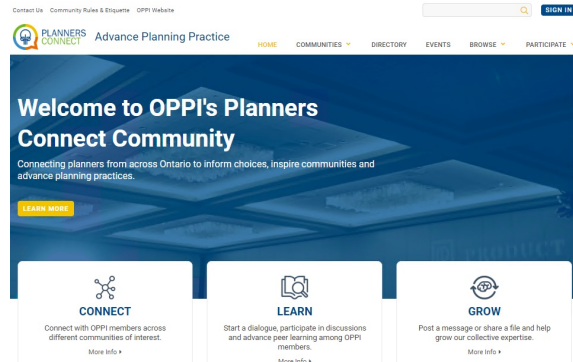 Contact Us Community Rules & Etiquette OPPI Website
SIGN IN
PLANNERS
CONNECT
Advance Planning Practice
HOME COMMUNITIES DIRECTORY EVENTS BROWSE PARTICIPATE
Welcome to OPPI's Planners
Connect Community
Connecting planners from across Ontario to inform choices, inspire communities and
advance planning practices.
LEARN MORE
PRODUCT
CONNECT
Connect with OPPI members across
different communities of interest.
More Info
LEARN
Start a dialogue, participate in discussions
and advance peer learning among OPPI
members.
More Info
GROW
Post a message or share a file and help
grow our collective expertise.
More Info